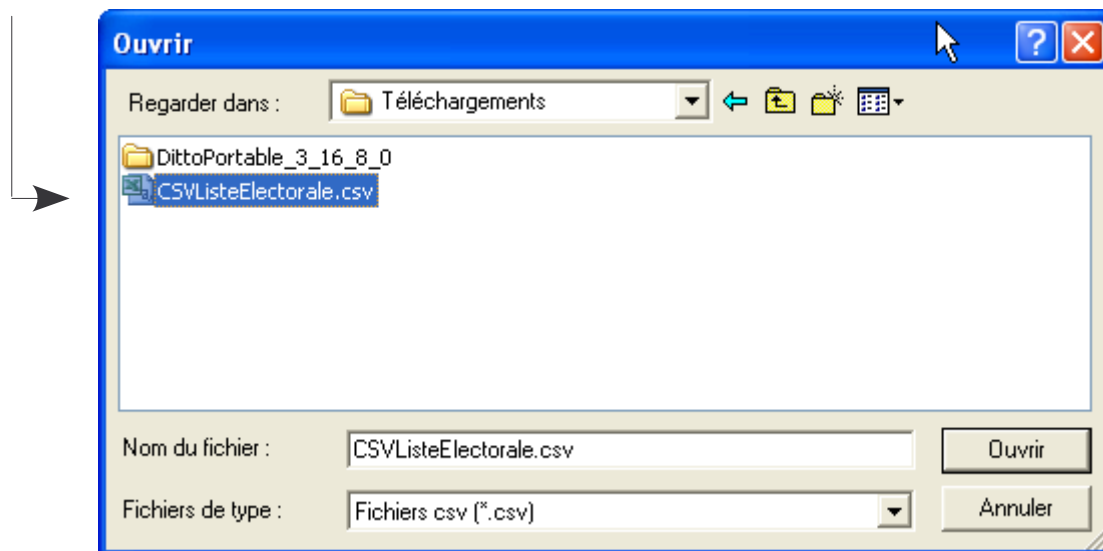 Ouvrir
Regarder dans :
Téléchargements
DittoPortable_3_16_8_0
CSVListeElectorale.csv
Nom du fichier :
CSVListeElectorale.csv
Ouvrir
Fichiers de type :
Fichiers csv (*.csv)
Annuler